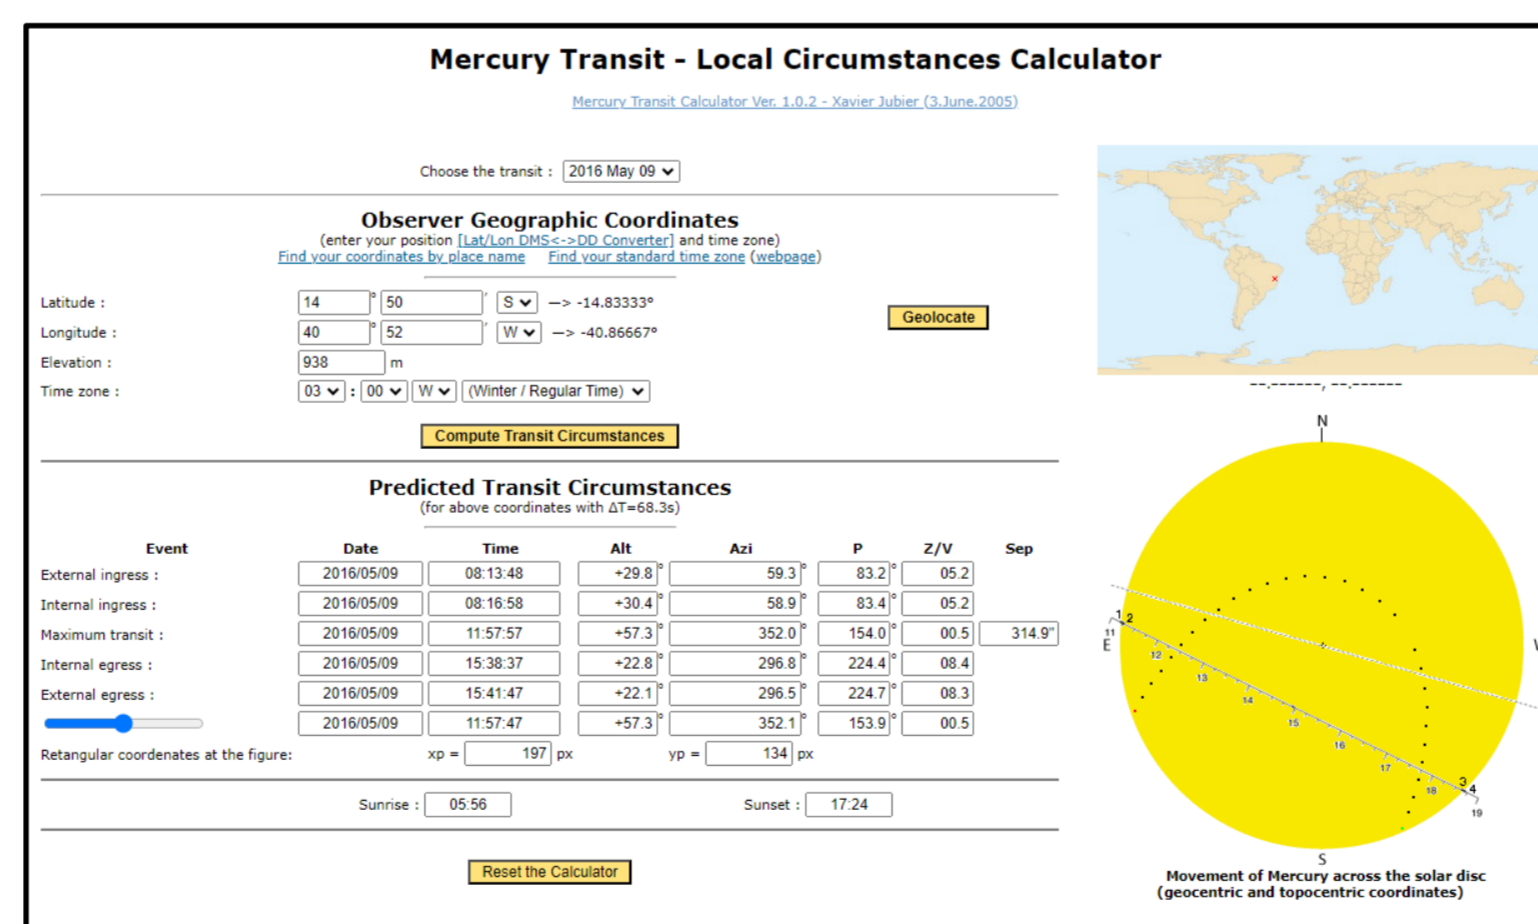 Mercury Transit - Local Circumstances Calculator
Mercury Transit Calculator Ver. 1.0.2 - Xavier Jubier (3.June.2005)
Choose the transit : 2016 May 09
Observer Geographic Coordinates
(enter your position [Lat/Lon DMS<->DD Converter] and time zone)
Find your coordinates by place name Find your standard time zone (webpage)
Latitude : 14 ° 50 ′ S —> -14.83333°
Longitude : 40 ° 52 ′ W —> -40.86667°
Geolocate
Elevation : 938 m
Time zone : 03 : 00 W (Winter / Regular Time)
Compute Transit Circumstances
Predicted Transit Circumstances
(for above coordinates with ΔT=68.3s)
Event Date Time Alt Azi P Z/V Sep
External ingress : 2016/05/09 08:13:48 +29.8° 59.3° 83.2° 05.2
Internal ingress : 2016/05/09 08:16:58 +30.4° 58.9° 83.4° 05.2
Maximum transit : 2016/05/09 11:57:57 +57.3° 352.0° 154.0° 00.5 314.9"
Internal egress : 2016/05/09 15:38:37 +22.8° 296.8° 224.4° 08.4
External egress : 2016/05/09 15:41:47 +22.1° 296.5° 224.7° 08.3
2016/05/09 11:57:47 +57.3° 352.1° 153.9° 00.5
Retangular coordenates at the figure: xp = 197 px yp = 134 px
Sunrise : 05:56 Sunset : 17:24
Reset the Calculator
--.------, --.------
N
1
2
11
E
12
13
14
15
16
17
18
3
4
19
S
Movement of Mercury across the solar disc
(geocentric and topocentric coordinates)